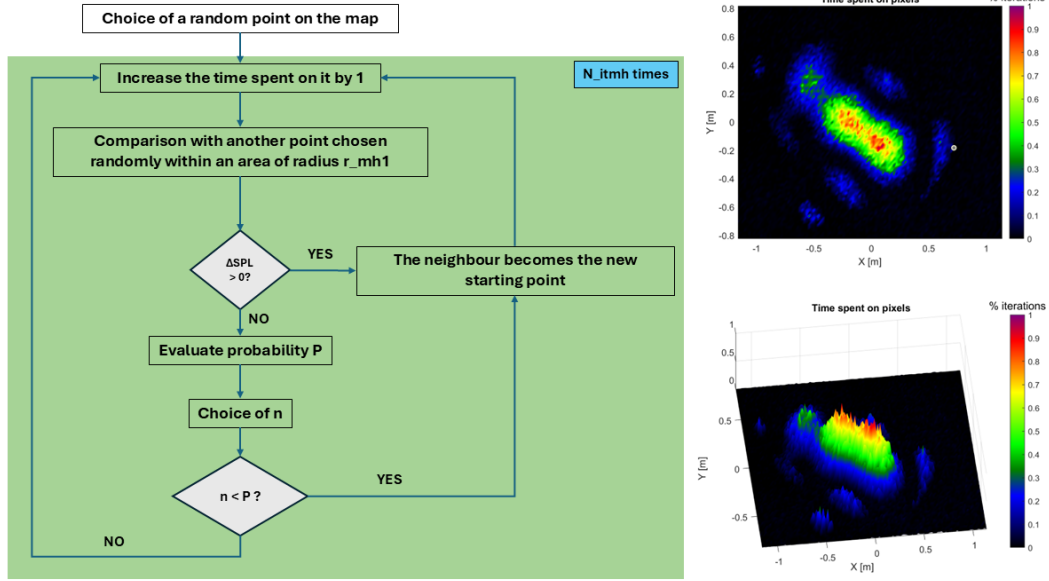 Choice of a random point on the map
Increase the time spent on it by 1
N_itmh times
Comparison with another point chosen
randomly within an area of radius r_mh1
ΔSPL
> 0?
YES
The neighbour becomes the new
starting point
NO
Evaluate probability P
Choice of n
n < P ?
YES
NO
Time spent on pixels
% iterations
0.8
0.6
0.4
0.2
0
-0.2
-0.4
-0.6
-0.8
Y [m]
-1
-0.5
0
0.5
1
X [m]
1
0.9
0.8
0.7
0.6
0.5
0.4
0.3
0.2
0.1
0
Time spent on pixels
% iterations
1
0.5
0
0.5
0
-0.5
Y [m]
-1
-0.5
0
0.5
1
X [m]
1
0.9
0.8
0.7
0.6
0.5
0.4
0.3
0.2
0.1
0